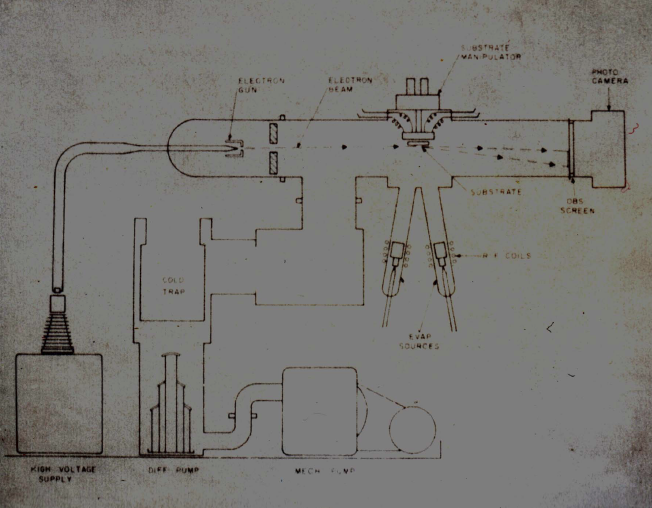 SUBSTRATE
MANIPULATOR
PHOTO
CAMERA
ELECTRON
GUN
ELECTRON
BEAM
SUBSTRATE
OBS
SCREEN
R F COILS
COLD
TRAP
EVAP
SOURCES
HIGH VOLTAGE
SUPPLY
DIFF PUMP
MECH PUMP